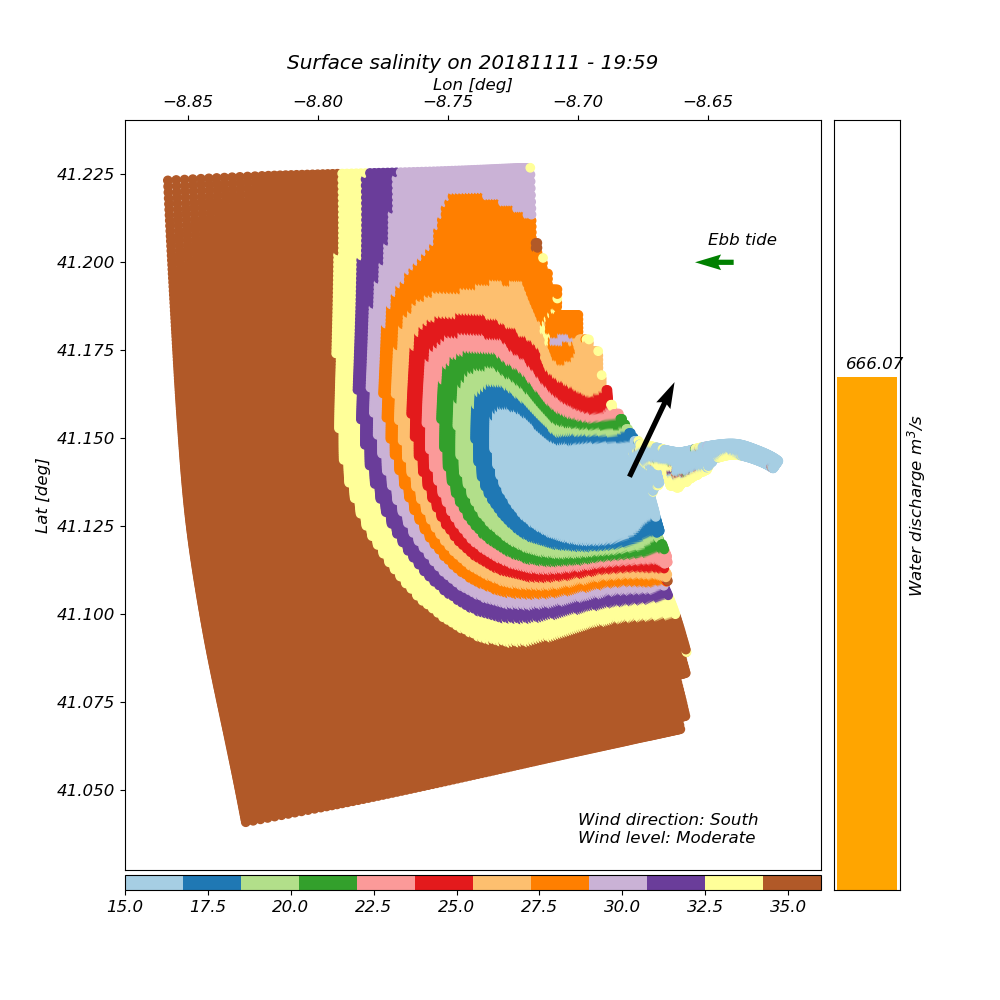 Surface salinity on 20181111 - 19:59
Lon [deg]
−8.85 −8.80 −8.75 −8.70 −8.65
41.225
Ebb tide
41.200
41.175
666.07
41.150
Lat [deg]
Water discharge m³/s
41.125
41.100
41.075
41.050
Wind direction: South
Wind level: Moderate
15.0 17.5 20.0 22.5 25.0 27.5 30.0 32.5 35.0